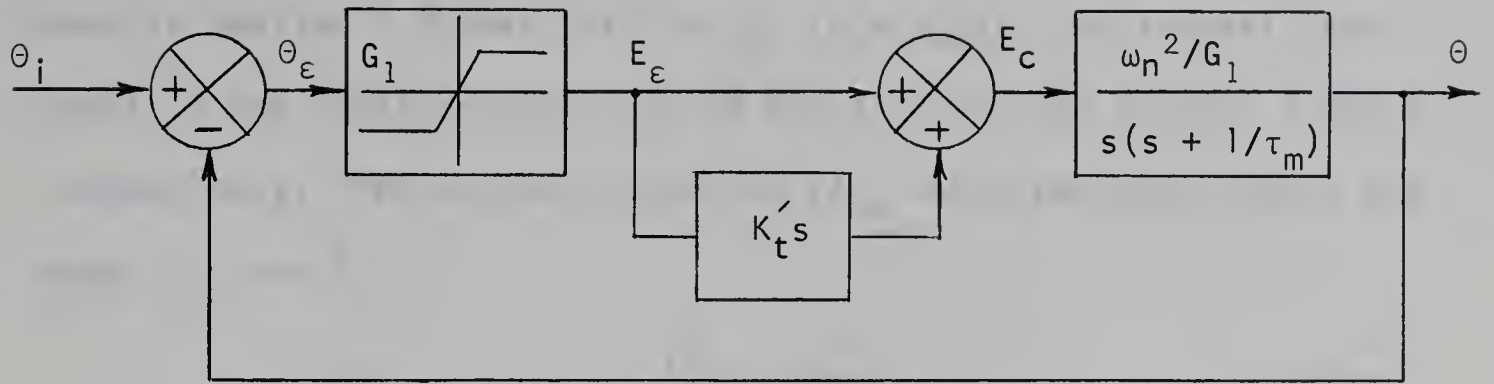 θi
+
−
θε
G1
Eε
+
+
Ec
ωn²/G1
s(s + 1/τm)
θ
K't s